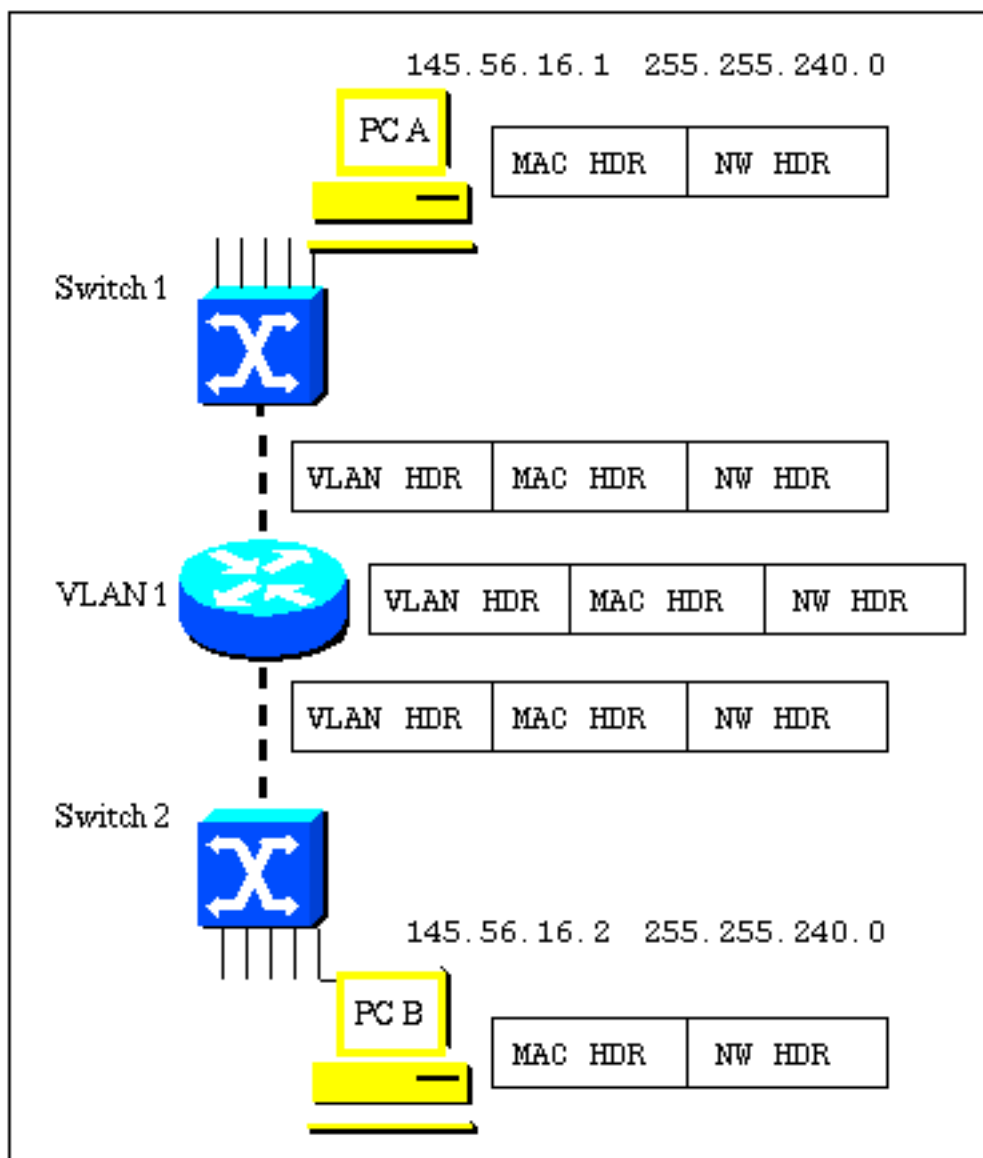 145.56.16.1 255.255.240.0
PC A
MAC HDR NW HDR
Switch 1
VLAN HDR MAC HDR NW HDR
VLAN 1
VLAN HDR MAC HDR NW HDR
VLAN HDR MAC HDR NW HDR
Switch 2
145.56.16.2 255.255.240.0
PC B
MAC HDR NW HDR